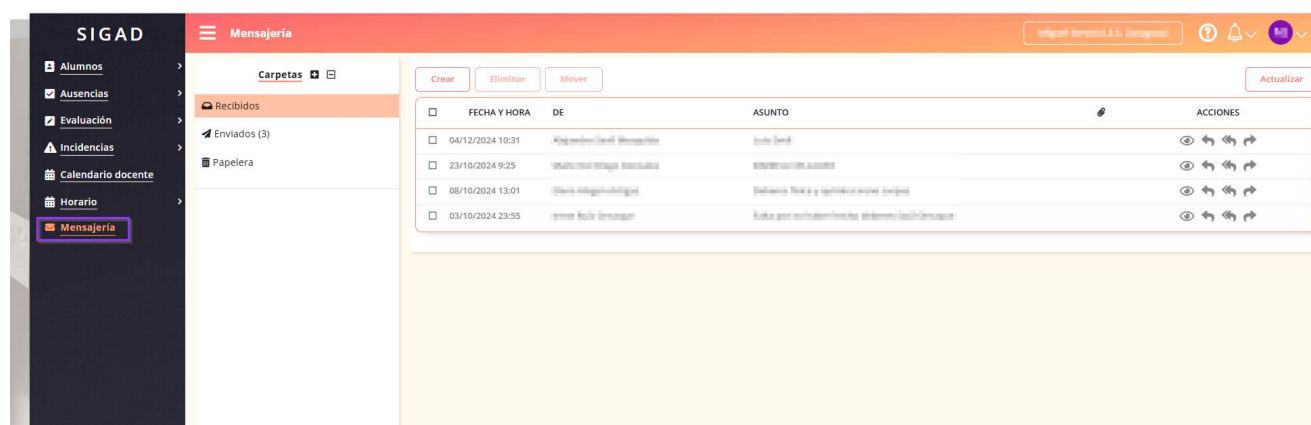 SIGAD
Mensajería
Alumnos
Ausencias
Evaluación
Incidencias
Calendario docente
Horario
Mensajería
Carpetas
Recibidos
Enviados (3)
Papelera
Crear Eliminar Mover Actualizar
FECHA Y HORA DE ASUNTO ACCIONES
04/12/2024 10:31
23/10/2024 9:25
08/10/2024 13:01
03/10/2024 23:55